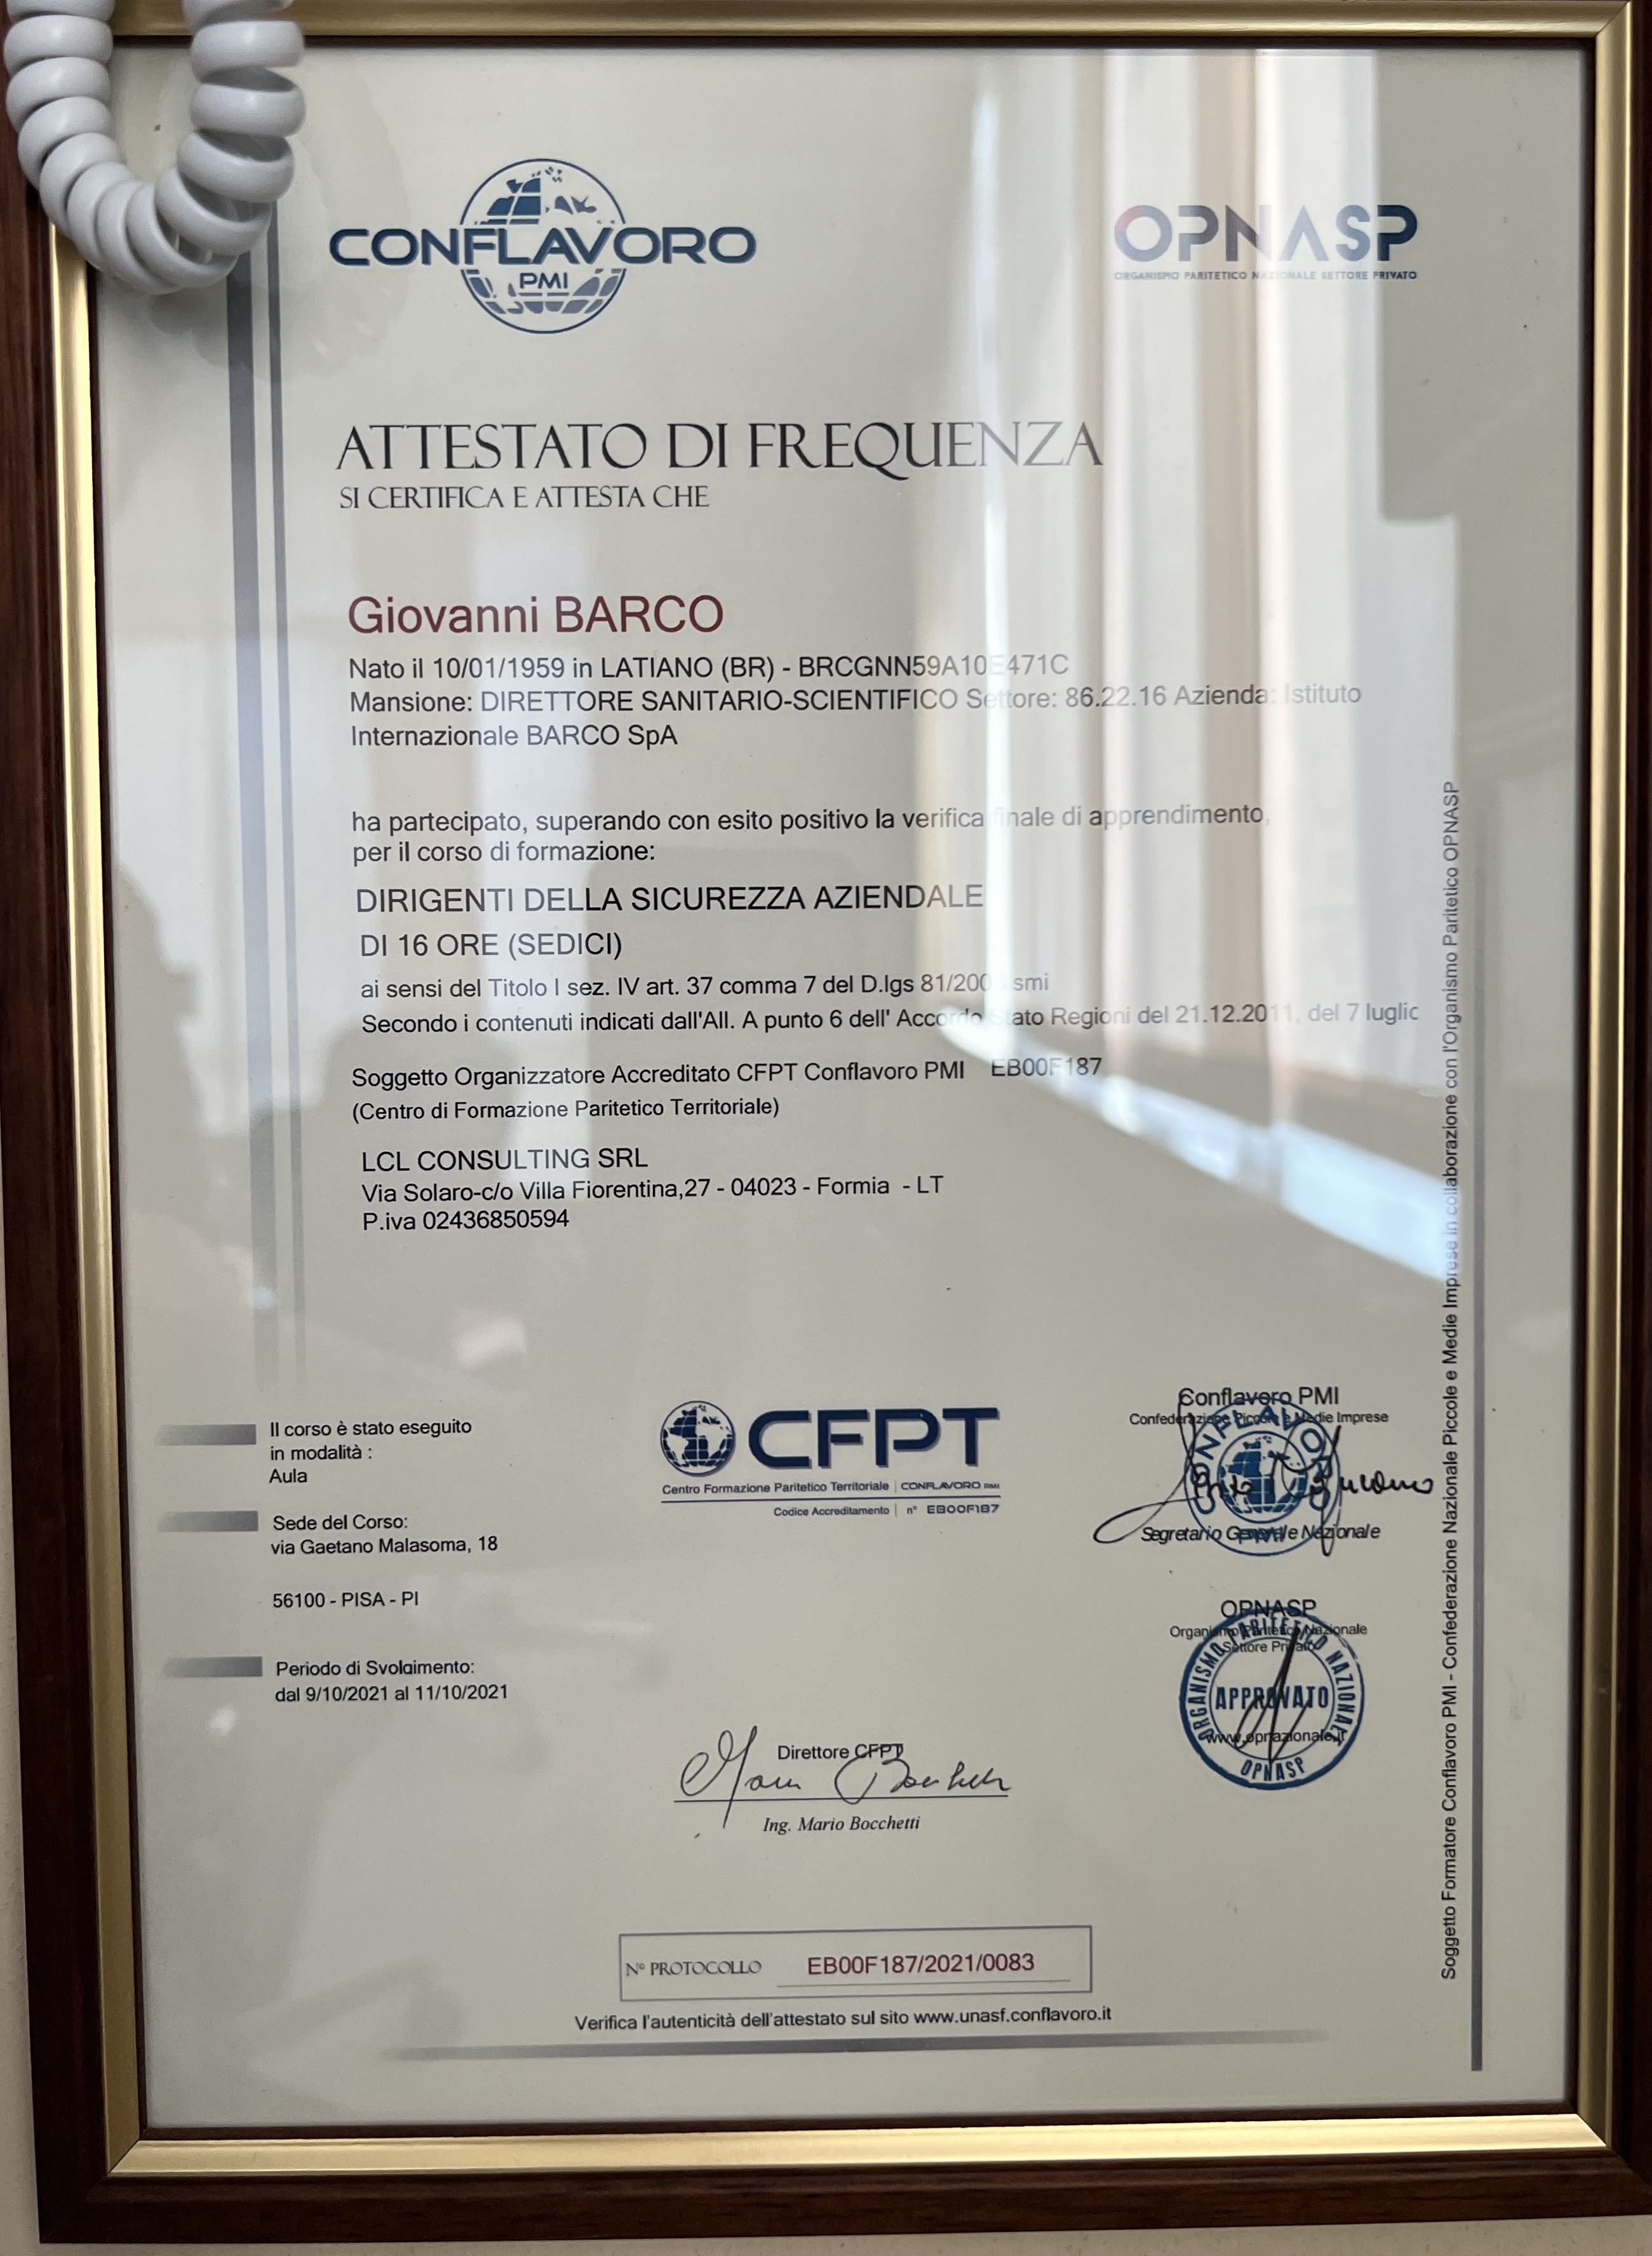 CONFLAVORO
PMI
OPNASP
ORGANISMO PARITETICO NAZIONALE SETTORE PRIVATO
ATTESTATO DI FREQUENZA
SI CERTIFICA E ATTESTA CHE
Giovanni BARCO
Nato il 10/01/1959 in LATIANO (BR) - BRCGNN59A10E471C
Mansione: DIRETTORE SANITARIO-SCIENTIFICO Settore: 86.22.16 Azienda: Istituto
Internazionale BARCO SpA
ha partecipato, superando con esito positivo la verifica finale di apprendimento,
per il corso di formazione:
DIRIGENTI DELLA SICUREZZA AZIENDALE
DI 16 ORE (SEDICI)
ai sensi del Titolo I sez. IV art. 37 comma 7 del D.lgs smi
Secondo i contenuti indicati dall'All. A punto 6 dell' Accordo Stato Regioni del 21.12.2011, del 7 luglic
Soggetto Organizzatore Accreditato CFPT Conflavoro PMI EB00F187
(Centro di Formazione Paritetico Territoriale)
LCL CONSULTING SRL
Via Solaro-c/o Villa Fiorentina,27 - 04023 - Formia - LT
P.iva 02436850594
Il corso è stato eseguito
in modalità :
Aula
Sede del Corso:
via Gaetano Malasoma, 18
56100 - PISA - PI
Periodo di Svolgimento:
dal 9/10/2021 al 11/10/2021
CFPT
Centro Formazione Paritetico Territoriale | CONFLAVORO PMI
Codice Accreditamento | n° EB00F187
Conflavoro PMI
Confederazione Piccole e Medie Imprese
CONFLAVORO
PMI
Segretario Generale Nazionale
OPNASP
Organismo Paritetico Nazionale
Settore Privato
ORGANISMO PARITETICO NAZIONALE
APPROVATO
www.opnazionale.it
OPNASP
Direttore CFPT
Ing. Mario Bocchetti
N° PROTOCOLLO EB00F187/2021/0083
Verifica l'autenticità dell'attestato sul sito www.unasf.conflavoro.it
Soggetto Formatore Conflavoro PMI - Confederazione Nazionale Piccole e Medie Imprese in collaborazione con l'Organismo Paritetico OPNASP